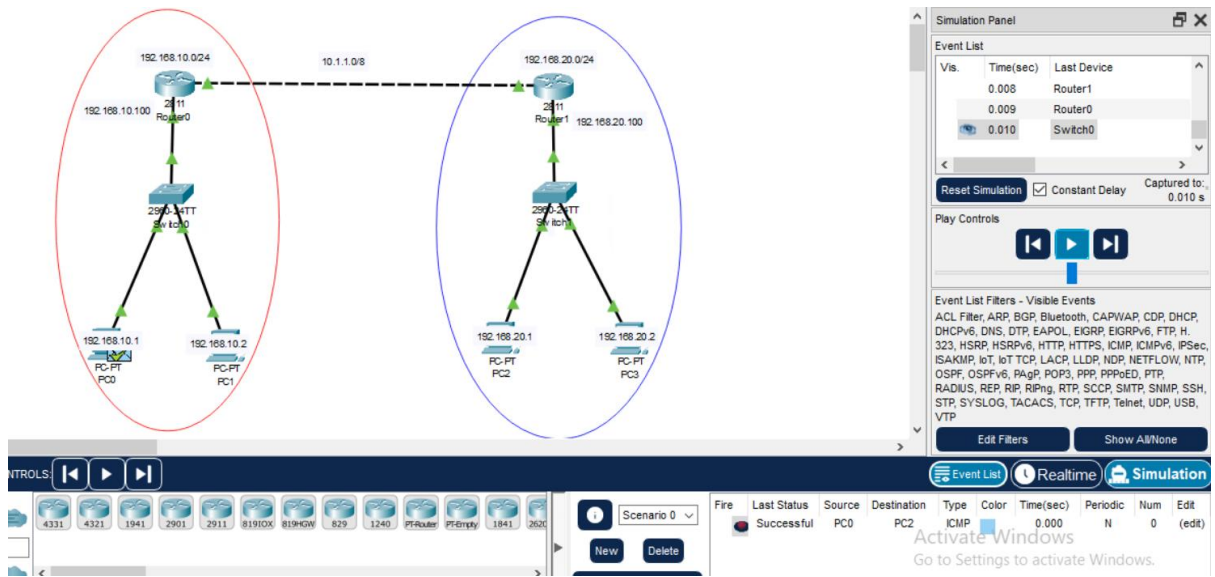 192.168.10.0/24
10.1.1.0/8
192.168.20.0/24
192.168.10.100
2811
Router0
2811
Router1
192.168.20.100
2960-24TT
Switch0
2960-24TT
192.168.10.1
PC-PT
PC0
192.168.10.2
PC-PT
PC1
192.168.20.1
PC-PT
PC2
192.168.20.2
PC-PT
PC3
Simulation Panel
Event List
Vis. Time(sec) Last Device
0.008 Router1
0.009 Router0
0.010 Switch0
Reset Simulation Constant Delay Captured to:
0.010 s
Play Controls
Event List Filters - Visible Events
ACL Filter, ARP, BGP, Bluetooth, CAPWAP, CDP, DHCP,
DHCPv6, DNS, DTP, EAPOL, EIGRP, EIGRPv6, FTP, H.
323, HSRP, HSRPv6, HTTP, HTTPS, ICMP, ICMPv6, IPSec,
ISAKMP, IoT, IoT TCP, LACP, LLDP, NDP, NETFLOW, NTP,
OSPF, OSPFv6, PAgP, POP3, PPP, PPPoED, PTP,
RADIUS, REP, RIP, RIPng, RTP, SCCP, SMTP, SNMP, SSH,
STP, SYSLOG, TACACS, TCP, TFTP, Telnet, UDP, USB,
VTP
Edit Filters Show All/None
NTROLS: Event List Realtime Simulation
4331 4321 1941 2901 2911 819IOX 819HGW 829 1240 PT-Router PT-Empty 1841 262
Scenario 0
New Delete
Fire Last Status Source Destination Type Color Time(sec) Periodic Num Edit
Successful PC0 PC2 ICMP 0.000 N 0 (edit)
Activate Windows
Go to Settings to activate Windows.